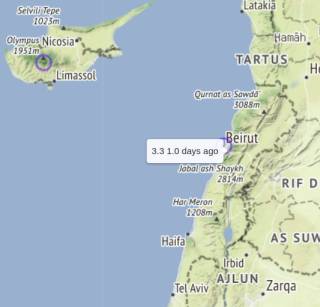 Latakia
Selvili Tepe
1023m
Nicosia
Hamāh
Olympus
1951m
Limassol
TARTUS
Qurnat as Sawdā
3088m
Beirut
3.3 1.0 days ago
Jabal ash Shaykh
2814m
RIF D
Har Meron
1208m
Haifa
AS SUW
Irbid
AJLUN
Tel Aviv
Zarqa